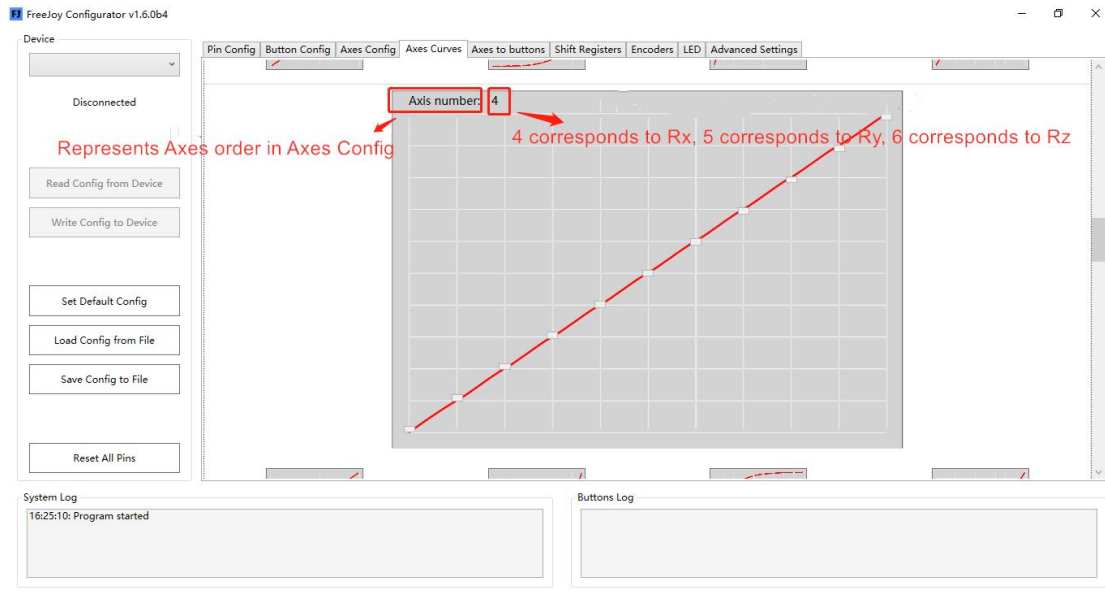 FJ FreeJoy Configurator v1.6.0b4
Device
Disconnected
Read Config from Device
Write Config to Device
Set Default Config
Load Config from File
Save Config to File
Reset All Pins
Pin Config Button Config Axes Config Axes Curves Axes to buttons Shift Registers Encoders LED Advanced Settings
Axis number: 4
Represents Axes order in Axes Config
4 corresponds to Rx, 5 corresponds to Ry, 6 corresponds to Rz
System Log
16:25:10: Program started
Buttons Log